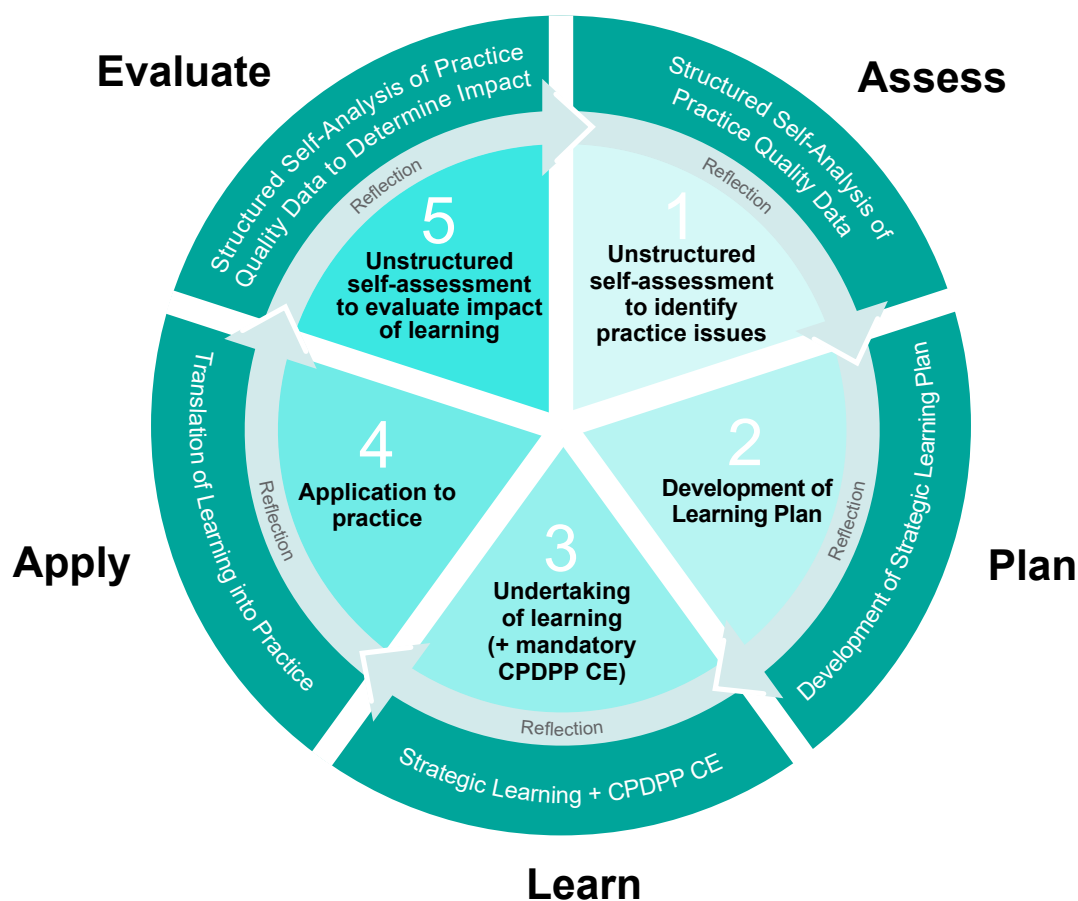 Evaluate
Assess
Structured Self-Analysis of Practice
Quality Data to Determine Impact
Structured Self-Analysis of
Practice Quality Data
Reflection
Reflection
5
Unstructured
self-assessment
to evaluate impact
of learning
1
Unstructured
self-assessment
to identify
practice issues
Translation of Learning into Practice
Reflection
4
Application to
practice
2
Development of
Learning Plan
Reflection
Development of Strategic Learning Plan
Apply
Plan
3
Undertaking
of learning
(+ mandatory
CPDPP CE)
Reflection
Strategic Learning + CPDPP CE
Learn